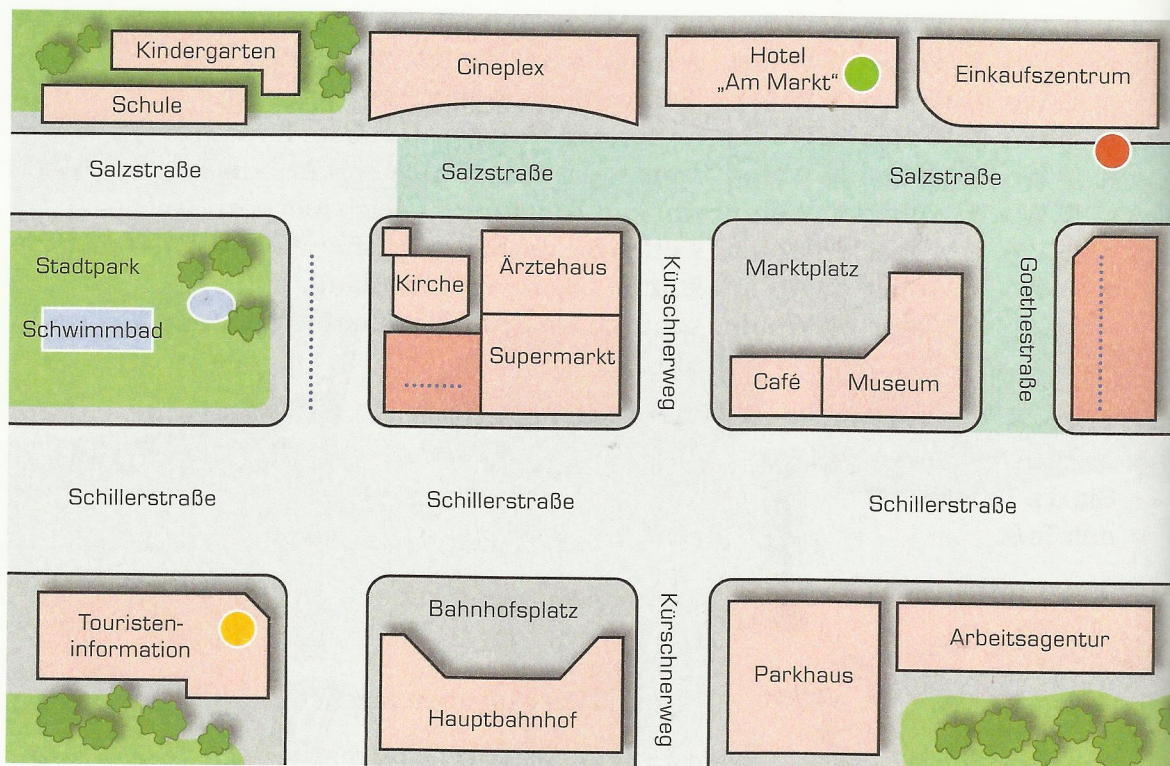 Kindergarten
Schule
Cineplex
Hotel
„Am Markt“
Einkaufszentrum
Salzstraße
Salzstraße
Salzstraße
Stadtpark
Schwimmbad
Kirche
Ärztehaus
Supermarkt
Kürschnerweg
Marktplatz
Café
Museum
Goethestraße
Schillerstraße
Schillerstraße
Schillerstraße
Touristen-
information
Bahnhofsplatz
Hauptbahnhof
Kürschnerweg
Parkhaus
Arbeitsagentur